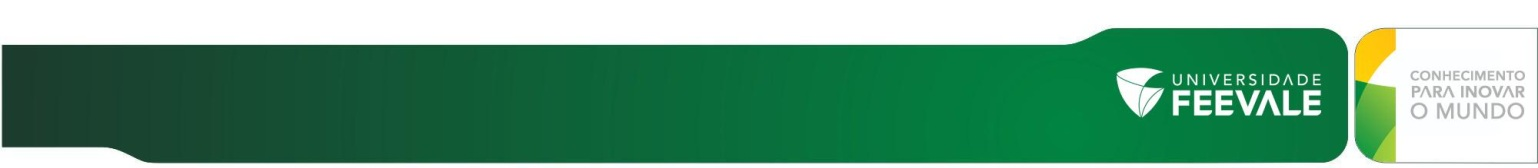 UNIVERSIDADE
FEEVALE
CONHECIMENTO
PARA INOVAR
O MUNDO